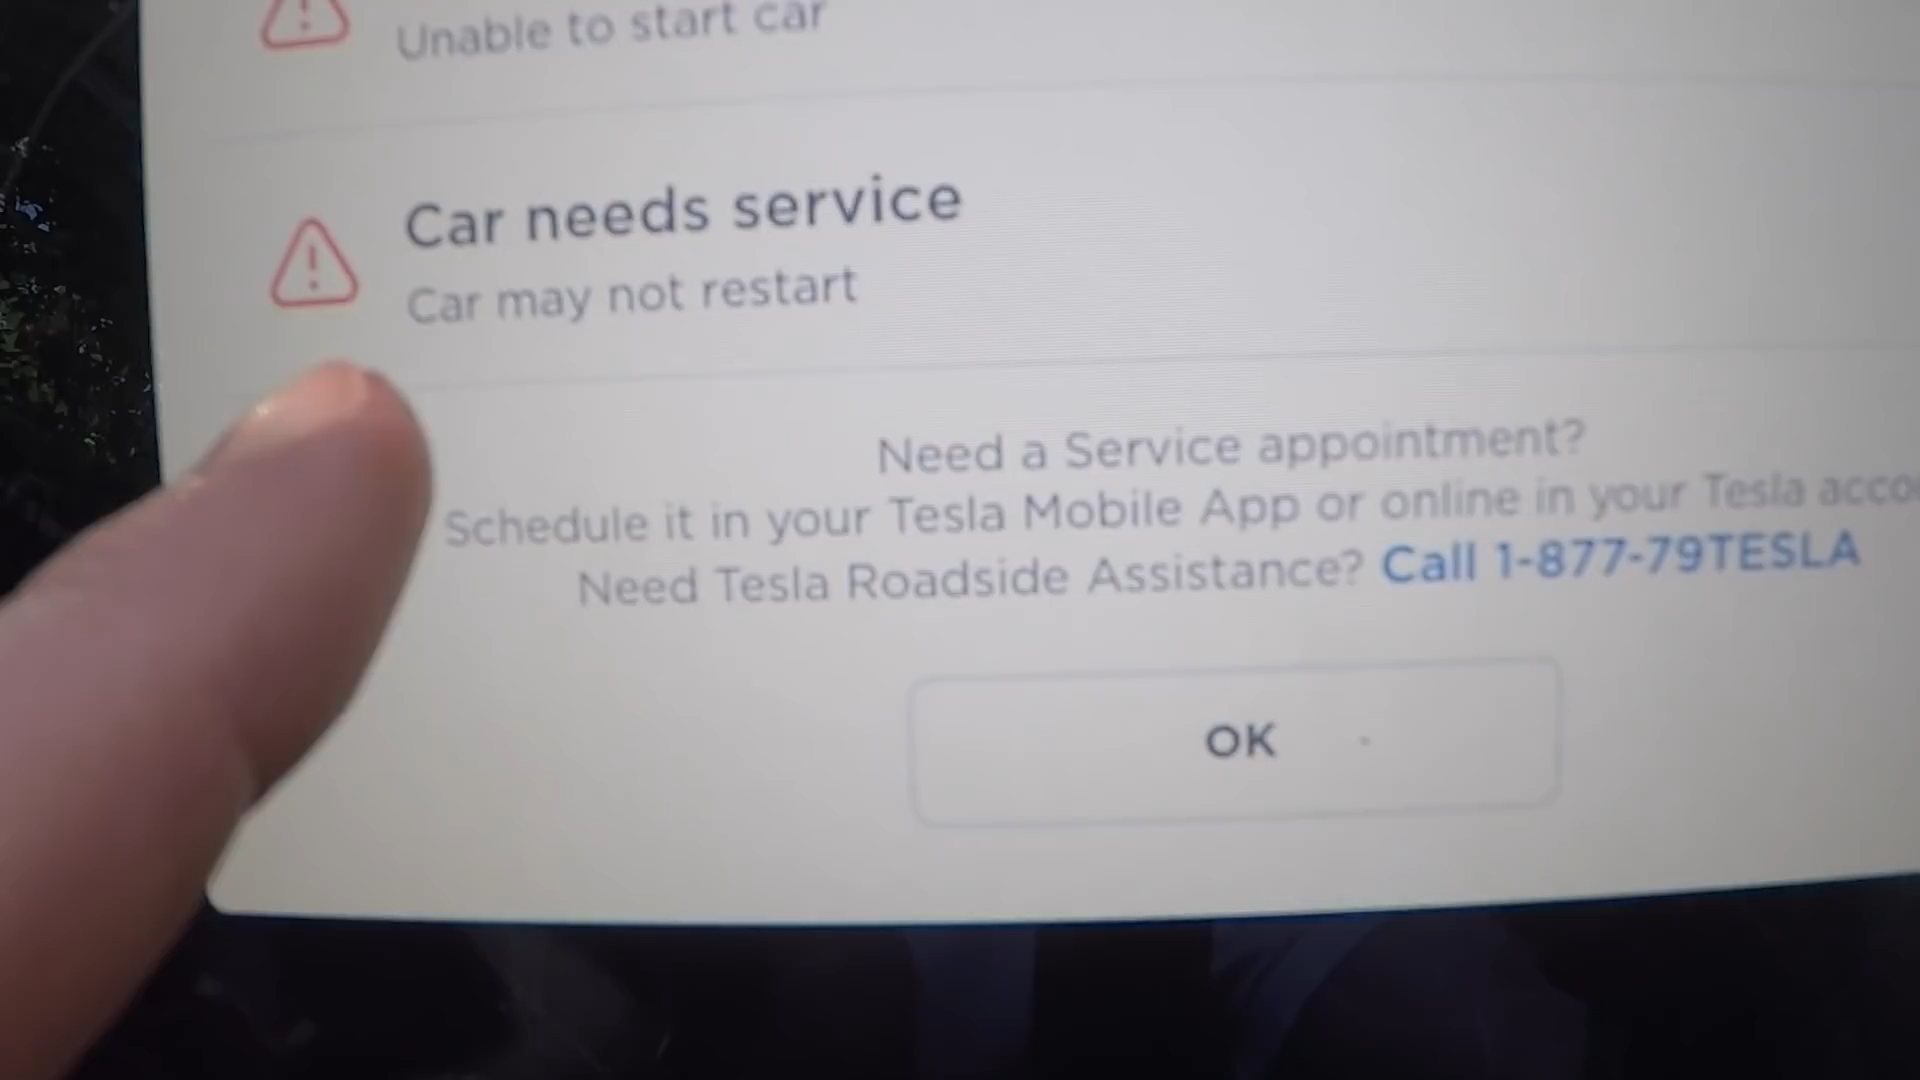 Unable to start car
Car needs service
Car may not restart
Need a Service appointment?
Schedule it in your Tesla Mobile App or online in your Tesla
Need Tesla Roadside Assistance? Call 1-877-79TESLA
OK